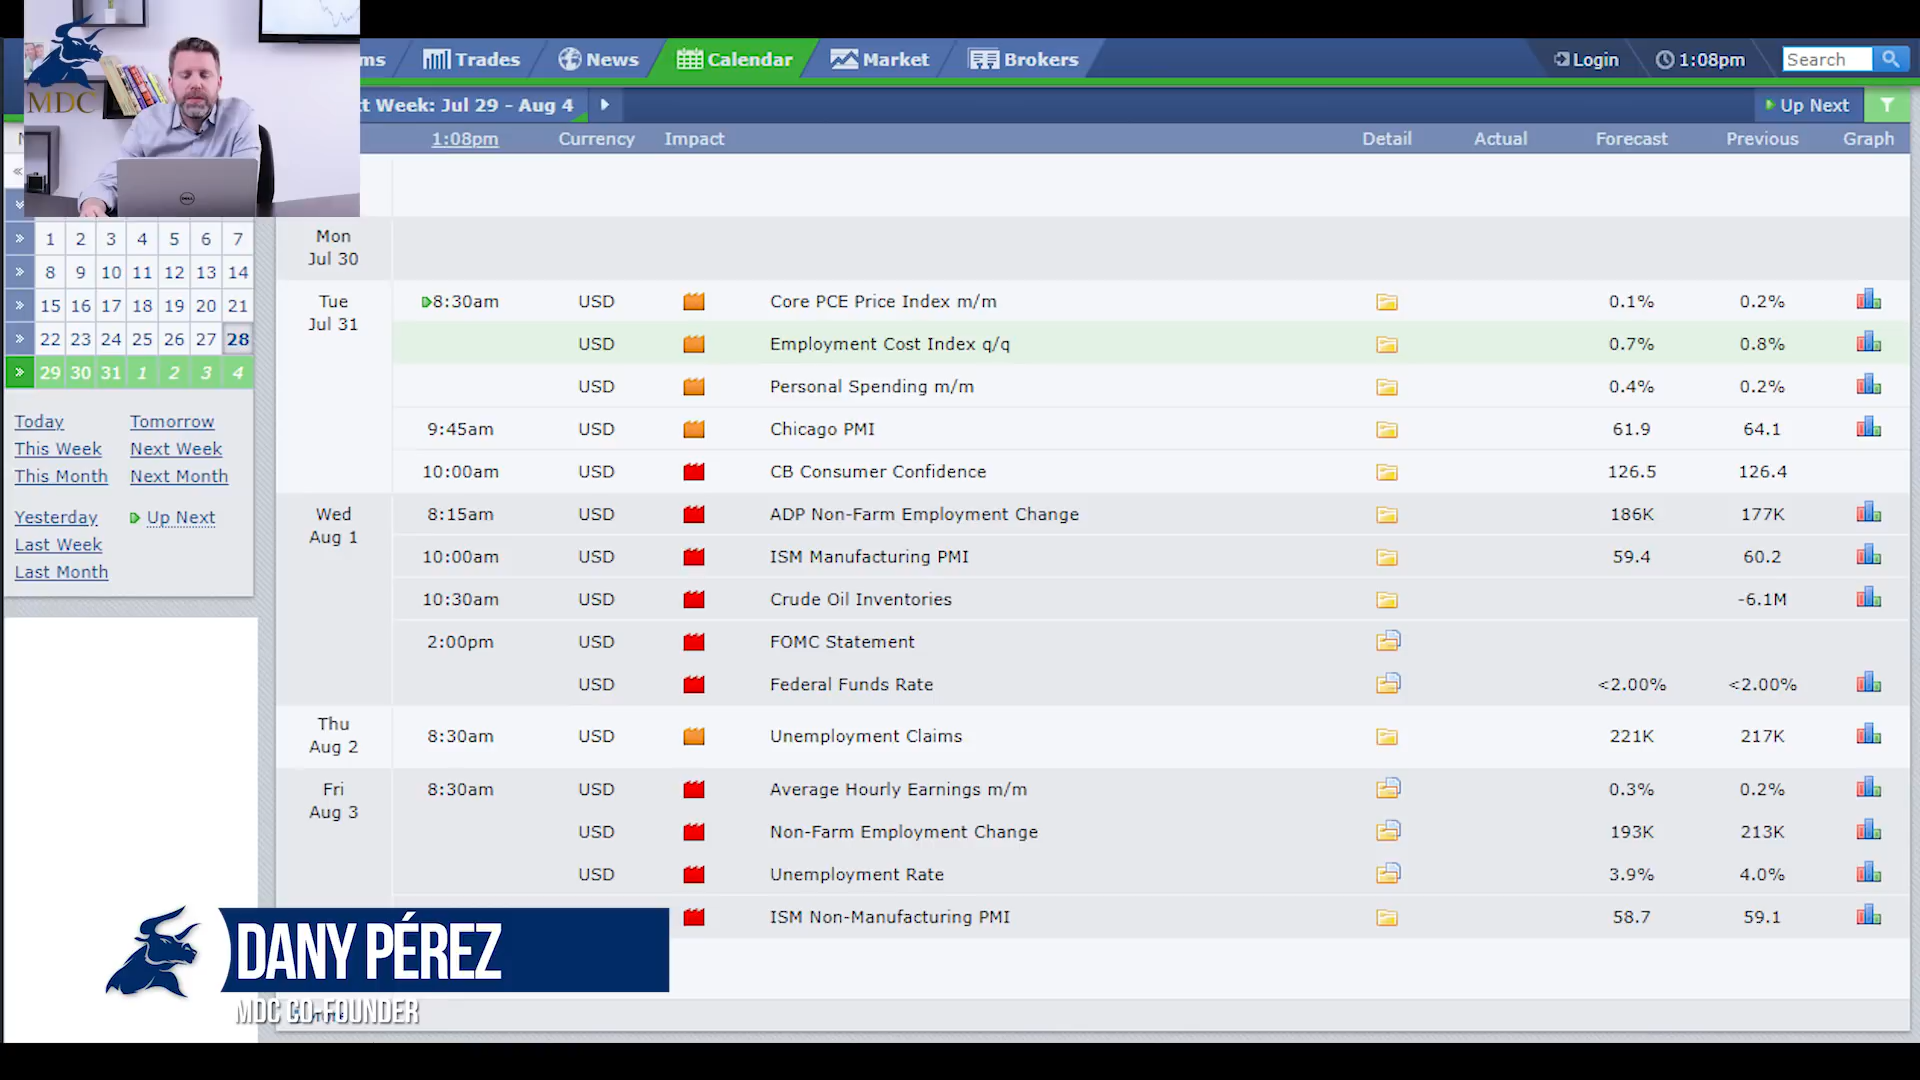 MDC
ms
Trades
News
Calendar
Market
Brokers
Login
1:08pm
Search
t Week: Jul 29 - Aug 4
Up Next
1:08pm Currency Impact Detail Actual Forecast Previous Graph
1 2 3 4 5 6 7
8 9 10 11 12 13 14
15 16 17 18 19 20 21
22 23 24 25 26 27 28
29 30 31 1 2 3 4
Today Tomorrow
This Week Next Week
This Month Next Month
Yesterday Up Next
Last Week
Last Month
Mon
Jul 30
Tue
Jul 31
8:30am USD Core PCE Price Index m/m 0.1% 0.2%
USD Employment Cost Index q/q 0.7% 0.8%
USD Personal Spending m/m 0.4% 0.2%
9:45am USD Chicago PMI 61.9 64.1
10:00am USD CB Consumer Confidence 126.5 126.4
Wed
Aug 1
8:15am USD ADP Non-Farm Employment Change 186K 177K
10:00am USD ISM Manufacturing PMI 59.4 60.2
10:30am USD Crude Oil Inventories -6.1M
2:00pm USD FOMC Statement
USD Federal Funds Rate <2.00% <2.00%
Thu
Aug 2
8:30am USD Unemployment Claims 221K 217K
Fri
Aug 3
8:30am USD Average Hourly Earnings m/m 0.3% 0.2%
USD Non-Farm Employment Change 193K 213K
USD Unemployment Rate 3.9% 4.0%
ISM Non-Manufacturing PMI 58.7 59.1
DANY PÉREZ
MDC CO-FOUNDER